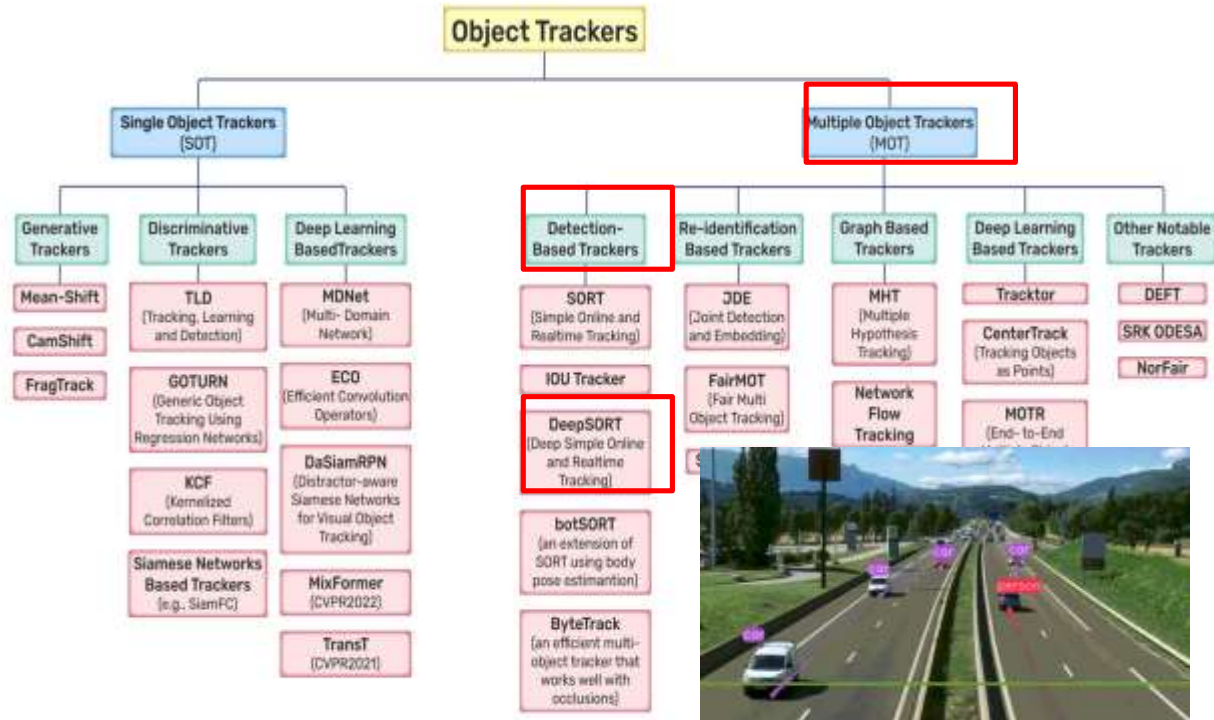 Object Trackers
Single Object Trackers
(SOT)
Multiple Object Trackers
(MOT)
Generative
Trackers
Discriminative
Trackers
Deep Learning
BasedTrackers
Detection-
Based Trackers
Re-identification
Based Trackers
Graph Based
Trackers
Deep Learning
Based Trackers
Other Notable
Trackers
Mean-Shift
CamShift
FragTrack
TLD
(Tracking, Learning
and Detection)
GOTURN
(Generic Object
Tracking Using
Regression Networks)
KCF
(Kernelized
Correlation Filters)
Siamese Networks
Based Trackers
(e.g., SiamFC)
MDNet
(Multi- Domain
Network)
ECO
(Efficient Convolution
Operators)
DaSiamRPN
(Distractor-aware
Siamese Networks
for Visual Object
Tracking)
MixFormer
(CVPR2022)
TransT
(CVPR2021)
SORT
(Simple Online and
Realtime Tracking)
IOU Tracker
DeepSORT
(Deep Simple Online
and Realtime
Tracking)
botSORT
(an extension of
SORT using body
pose estimantion)
ByteTrack
(an efficient multi-
object tracker that
works well with
occlusions)
JDE
(Joint Detection
and Embedding)
FairMOT
(Fair Multi
Object Tracking)
MHT
(Multiple
Hypothesis
Tracking)
Network
Flow
Tracking
Tracktor
CenterTrack
(Tracking Objects
as Points)
MOTR
(End- to-End
DEFT
SRK ODESA
NorFair
car
car
car
car
person